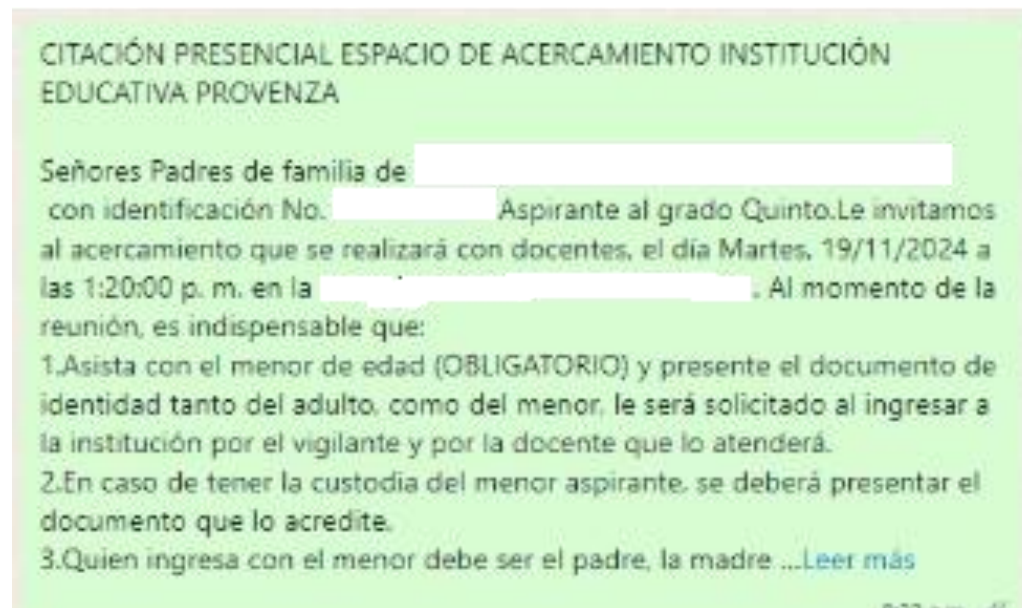 CITACIÓN PRESENCIAL ESPACIO DE ACERCAMIENTO INSTITUCIÓN
EDUCATIVA PROVENZA
Señores Padres de familia de
con identificación No. Aspirante al grado Quinto.Le invitamos
al acercamiento que se realizará con docentes, el día Martes, 19/11/2024 a
las 1:20:00 p. m. en la . Al momento de la
reunión, es indispensable que:
1.Asista con el menor de edad (OBLIGATORIO) y presente el documento de
identidad tanto del adulto, como del menor, le será solicitado al ingresar a
la institución por el vigilante y por la docente que lo atenderá.
2.En caso de tener la custodia del menor aspirante, se deberá presentar el
documento que lo acredite.
3.Quien ingresa con el menor debe ser el padre, la madre ...Leer más